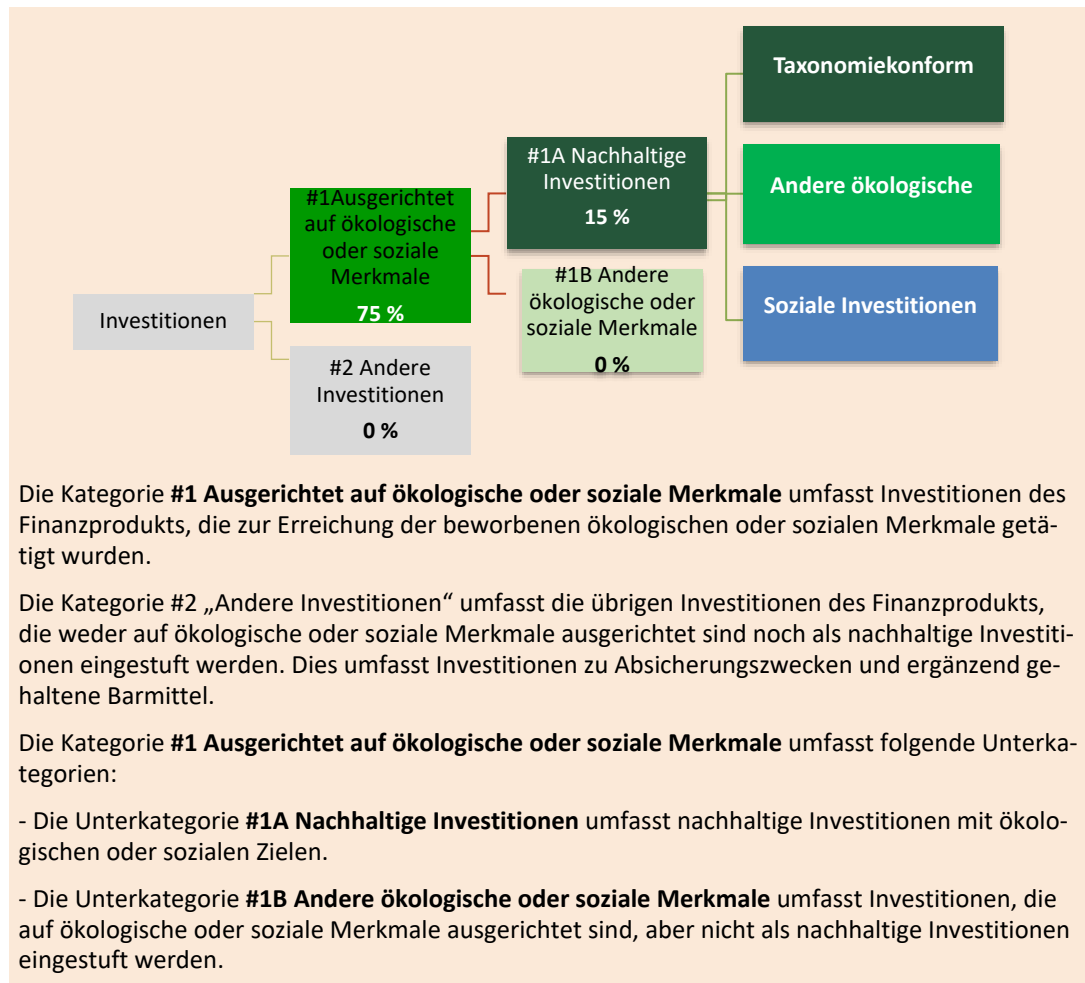 Taxonomiekonform
#1A Nachhaltige
Investitionen
15 %
Andere ökologische
#1Ausgerichtet
auf ökologische
oder soziale
Merkmale
75 %
#1B Andere
ökologische oder
soziale Merkmale
0 %
Soziale Investitionen
Investitionen
#2 Andere
Investitionen
0 %
Die Kategorie #1 Ausgerichtet auf ökologische oder soziale Merkmale umfasst Investitionen des
Finanzprodukts, die zur Erreichung der beworbenen ökologischen oder sozialen Merkmale getä-
tigt wurden.
Die Kategorie #2 „Andere Investitionen“ umfasst die übrigen Investitionen des Finanzprodukts,
die weder auf ökologische oder soziale Merkmale ausgerichtet sind noch als nachhaltige Investiti-
onen eingestuft werden. Dies umfasst Investitionen zu Absicherungszwecken und ergänzend ge-
haltene Barmittel.
Die Kategorie #1 Ausgerichtet auf ökologische oder soziale Merkmale umfasst folgende Unterka-
tegorien:
- Die Unterkategorie #1A Nachhaltige Investitionen umfasst nachhaltige Investitionen mit ökolo-
gischen oder sozialen Zielen.
- Die Unterkategorie #1B Andere ökologische oder soziale Merkmale umfasst Investitionen, die
auf ökologische oder soziale Merkmale ausgerichtet sind, aber nicht als nachhaltige Investitionen
eingestuft werden.